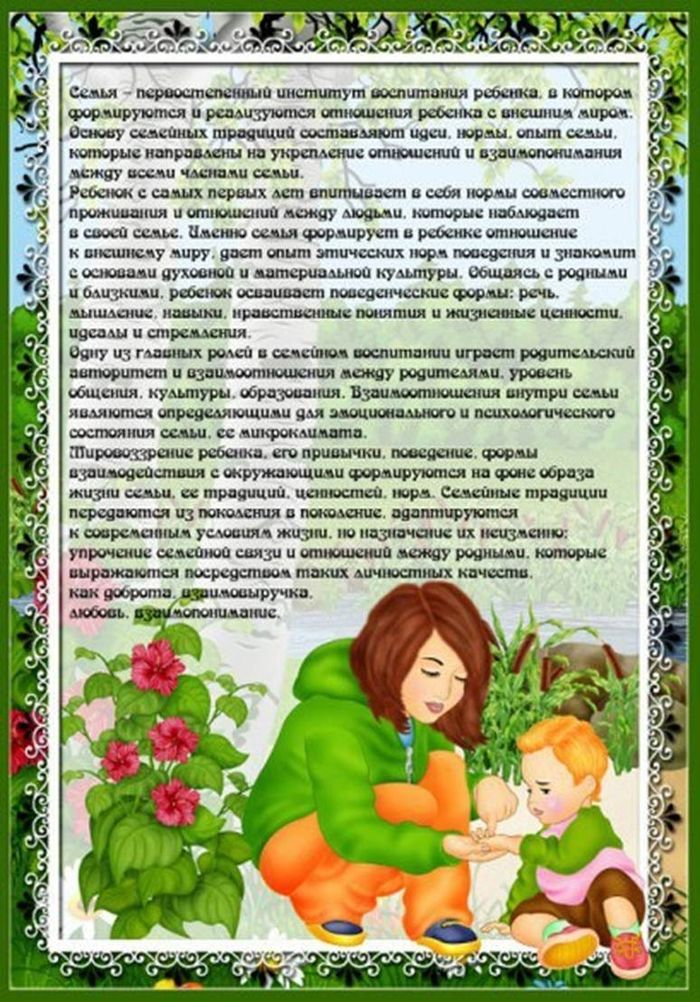 Семья – первостепенный институт воспитания ребенка, в котором
формируются и реализуются отношения ребенка с внешним миром.
Основу семейных традиций составляют идеи, нормы, опыт семьи,
которые направлены на укрепление отношений и взаимопонимания
между всеми членами семьи.
Ребенок с самых первых лет впитывает в себя нормы совместного
проживания и отношений между людьми, которые наблюдает
в своей семье. Именно семья формирует в ребенке отношение
к внешнему миру, дает опыт этических норм поведения и знакомит
с основами духовной и материальной культуры. Общаясь с родными
и близкими, ребенок осваивает поведенческие формы: речь,
мышление, навыки, нравственные понятия и жизненные ценности,
идеалы и стремления.
Одну из главных ролей в семейном воспитании играет родительский
авторитет и взаимоотношения между родителями, уровень
общения, культуры, образования. Взаимоотношения внутри семьи
являются определяющими для эмоционального и психологического
состояния семьи, ее микроклимата.
Мировоззрение ребенка, его привычки, поведение, формы
взаимодействия с окружающими формируются на фоне образа
жизни семьи, ее традиций, ценностей, норм. Семейные традиции
передаются из поколения в поколение, адаптируются
к современным условиям жизни, но назначение их неизменно:
упрочение семейной связи и отношений между родными, которые
выражаются посредством таких личностных качеств,
как доброта, взаимовыручка,
любовь, взаимопонимание.